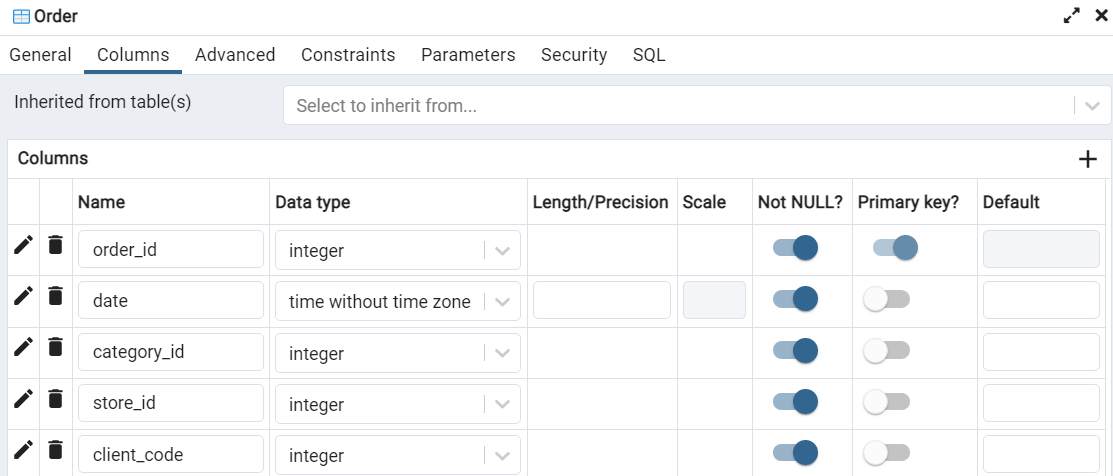 Order
General Columns Advanced Constraints Parameters Security SQL
Inherited from table(s) Select to inherit from...
Columns
Name Data type Length/Precision Scale Not NULL? Primary key? Default
order_id integer
date time without time zone
category_id integer
store_id integer
client_code integer